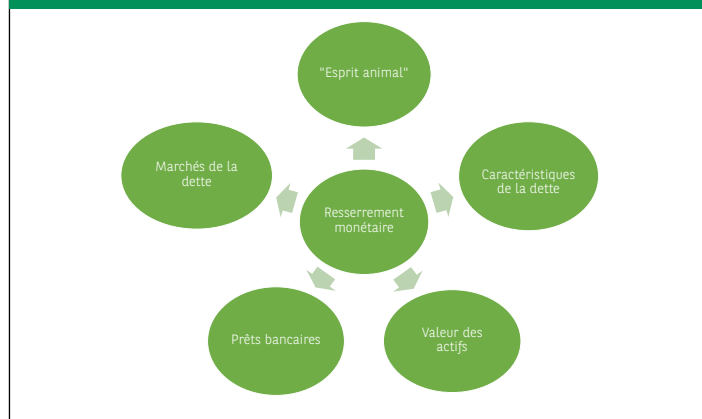 "Esprit animal"
Marchés de la
dette
Caractéristiques
de la dette
Resserrement
monétaire
Prêts bancaires
Valeur des
actifs